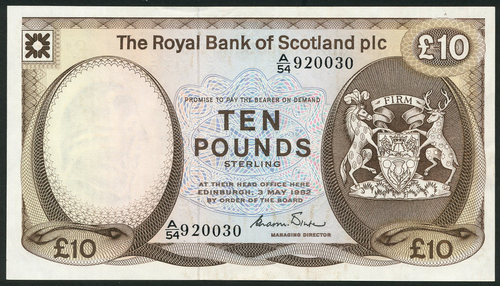 The Royal Bank of Scotland plc
£10
A/54 920030
FIRM
PROMISE TO PAY THE BEARER ON DEMAND
TEN
POUNDS
STERLING
AT THEIR HEAD OFFICE HERE
EDINBURGH, 3 MAY 1982
BY ORDER OF THE BOARD
A/54 920030
MANAGING DIRECTOR
£10
£10